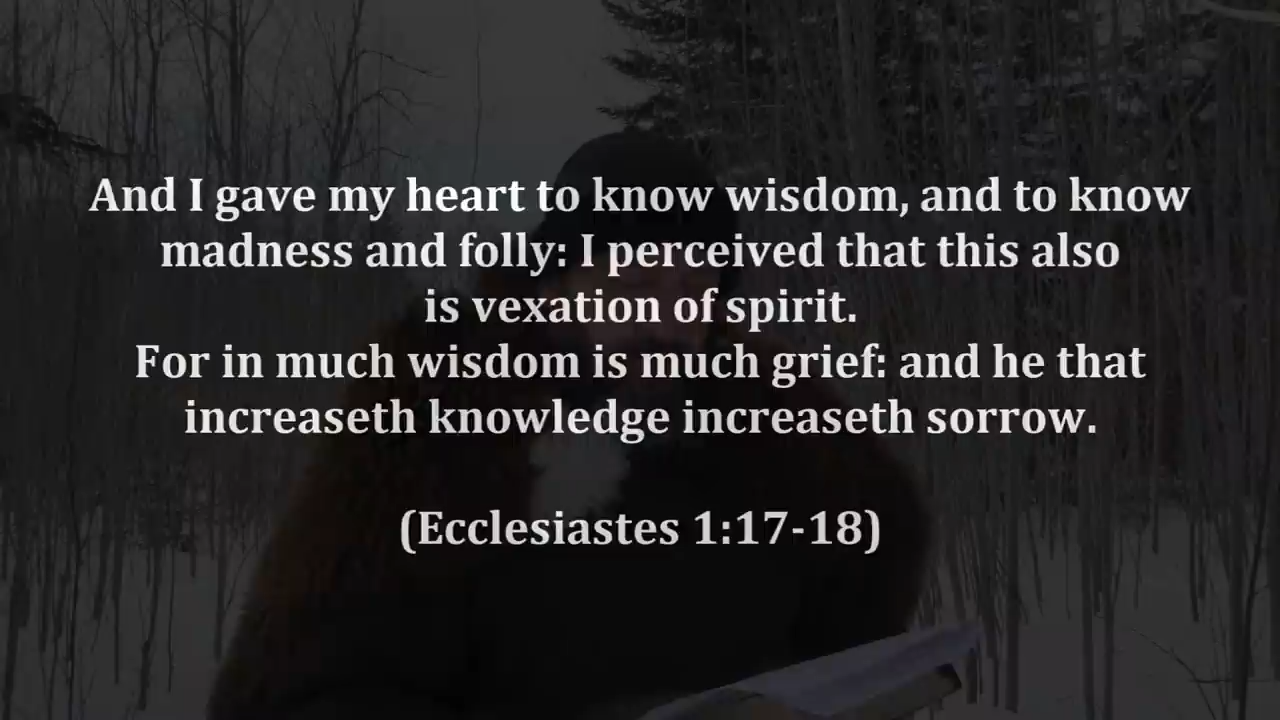 And I gave my heart to know wisdom, and to know
madness and folly: I perceived that this also
is vexation of spirit.
For in much wisdom is much grief: and he that
increaseth knowledge increaseth sorrow.
(Ecclesiastes 1:17-18)